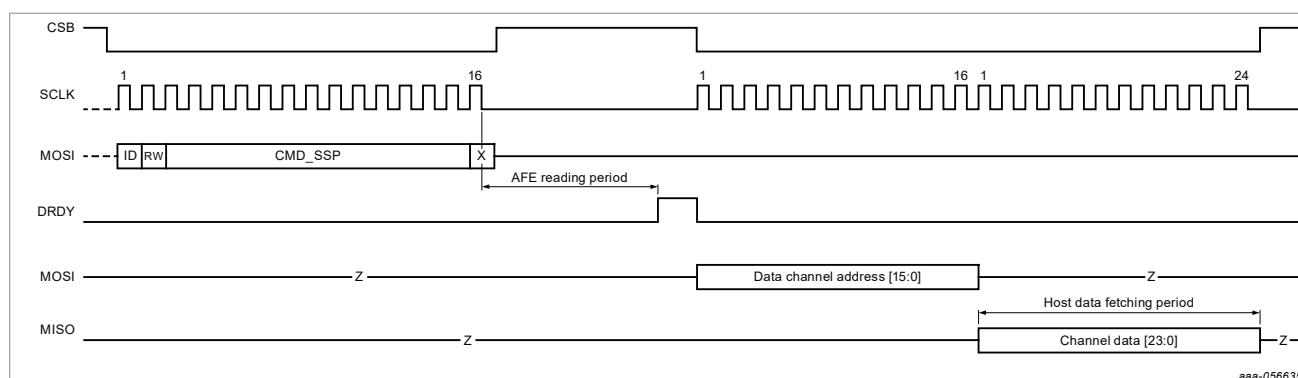 CSB
1 16 1 16 1 24
SCLK
MOSI ID RW CMD_SSP X
AFE reading period
DRDY
MOSI Z Data channel address [15:0] Z
Host data fetching period
MISO Z Channel data [23:0] Z